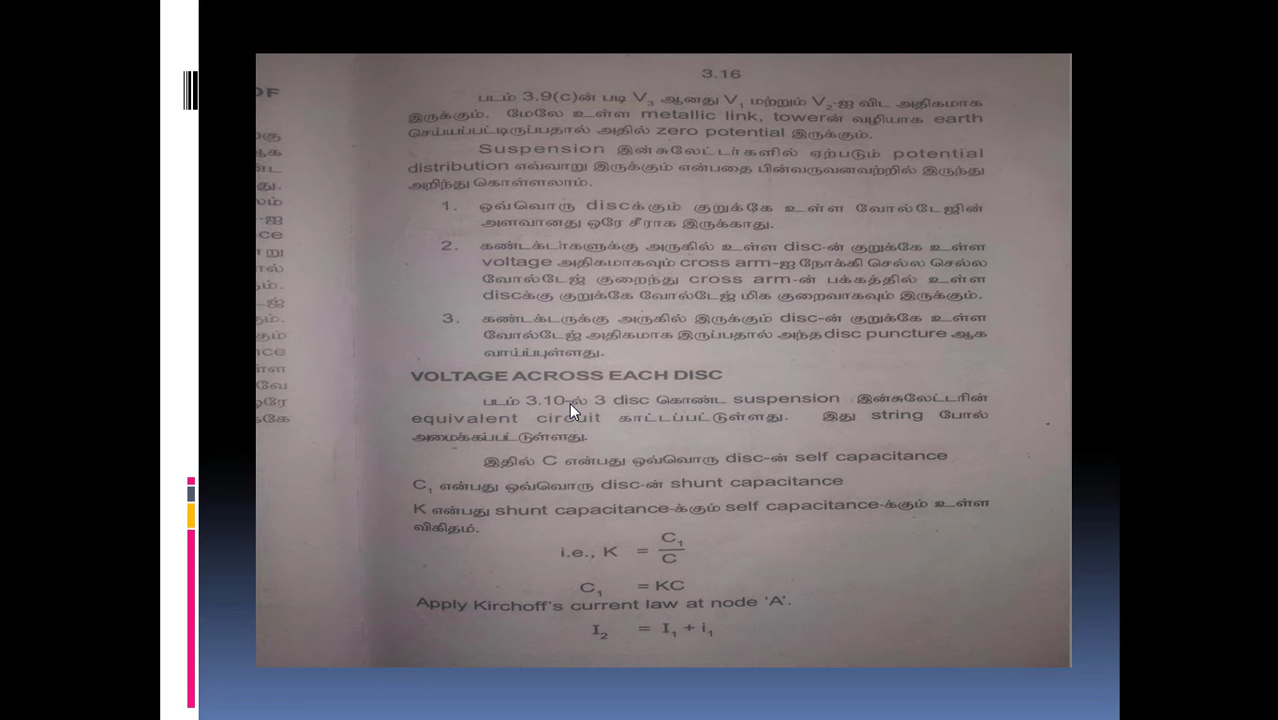 3.16
OF
படம் 3.9(c)ன் படி V₃ ஆனது V₁ மற்றும் V₂-ஐ விட அதிகமாக
இருக்கும். மேலே உள்ள metallic link, towerன் வழியாக earth
செய்யப்பட்டிருப்பதால் அதில் zero potential இருக்கும்.
Suspension இன்சுலேட்டர்களில் ஏற்படும் potential
distribution எவ்வாறு இருக்கும் என்பதை பின்வருவனவற்றில் இருந்து
அறிந்து கொள்ளலாம்.
1. ஒவ்வொரு discக்கும் குறுக்கே உள்ள வோல்டேஜின்
அளவானது ஒரே சீராக இருக்காது.
2. கண்டக்டர்களுக்கு அருகில் உள்ள disc-ன் குறுக்கே உள்ள
voltage அதிகமாகவும் cross arm-ஐ நோக்கி செல்ல செல்ல
வோல்டேஜ் குறைந்து cross arm-ன் பக்கத்தில் உள்ள
discக்கு குறுக்கே வோல்டேஜ் மிக குறைவாகவும் இருக்கும்.
3. கண்டக்டருக்கு அருகில் இருக்கும் disc-ன் குறுக்கே உள்ள
வோல்டேஜ் அதிகமாக இருப்பதால் அந்த disc puncture ஆக
வாய்ப்புள்ளது.
VOLTAGE ACROSS EACH DISC
படம் 3.10-ல் 3 disc கொண்ட suspension இன்சுலேட்டரின்
equivalent circuit காட்டப்பட்டுள்ளது. இது string போல்
அமைக்கப்பட்டுள்ளது.
இதில் C என்பது ஒவ்வொரு disc-ன் self capacitance
C₁ என்பது ஒவ்வொரு disc-ன் shunt capacitance
K என்பது shunt capacitance-க்கும் self capacitance-க்கும் உள்ள
விகிதம்.
i.e., K = C₁/C
C₁ = KC
Apply Kirchoff's current law at node 'A'.
I₂ = I₁ + i₁